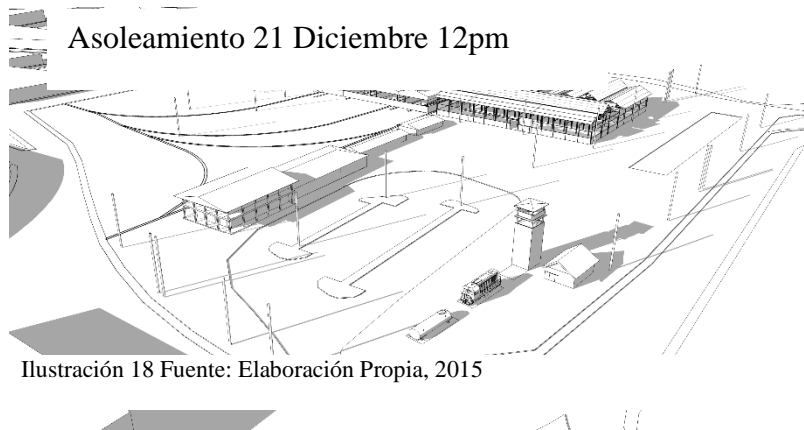 Asoleamiento 21 Diciembre 12pm
Ilustración 18 Fuente: Elaboración Propia, 2015